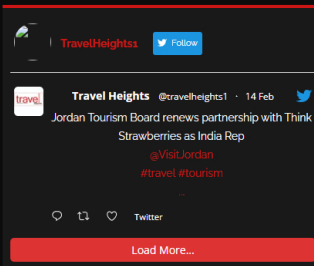 TravelHeights1
Follow
travel
Travel Heights @travelheights1 · 14 Feb
Jordan Tourism Board renews partnership with Think
Strawberries as India Rep
@VisitJordan
#travel #tourism
...
Twitter
Load More...